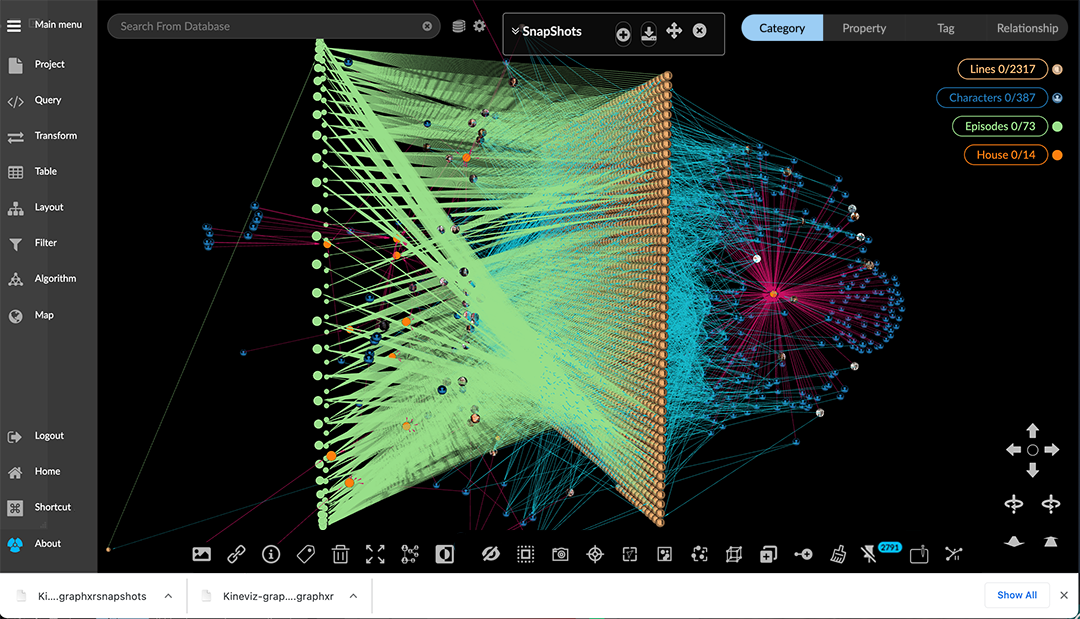 Main menu
Search From Database
SnapShots
Category
Property
Tag
Relationship
Project
Query
Transform
Table
Layout
Filter
Algorithm
Map
Lines 0/2317
Characters 0/387
Episodes 0/73
House 0/14
Logout
Home
Shortcut
About
2791
Ki....graphxrsnapshots
Kineviz-grap....graphxr
Show All